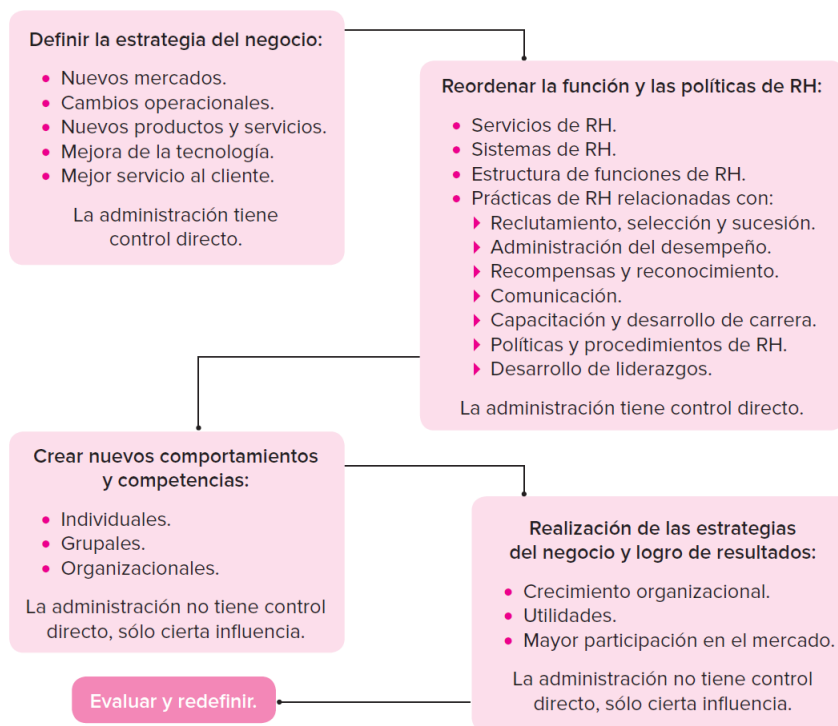 Definir la estrategia del negocio:
• Nuevos mercados.
• Cambios operacionales.
• Nuevos productos y servicios.
• Mejora de la tecnología.
• Mejor servicio al cliente.
La administración tiene
control directo.
Reordenar la función y las políticas de RH:
• Servicios de RH.
• Sistemas de RH.
• Estructura de funciones de RH.
• Prácticas de RH relacionadas con:
Reclutamiento, selección y sucesión.
Administración del desempeño.
Recompensas y reconocimiento.
Comunicación.
Capacitación y desarrollo de carrera.
Políticas y procedimientos de RH.
Desarrollo de liderazgos.
La administración tiene control directo.
Crear nuevos comportamientos
y competencias:
• Individuales.
• Grupales.
• Organizacionales.
La administración no tiene control
directo, sólo cierta influencia.
Realización de las estrategias
del negocio y logro de resultados:
• Crecimiento organizacional.
• Utilidades.
• Mayor participación en el mercado.
La administración no tiene control
directo, sólo cierta influencia.
Evaluar y redefinir.